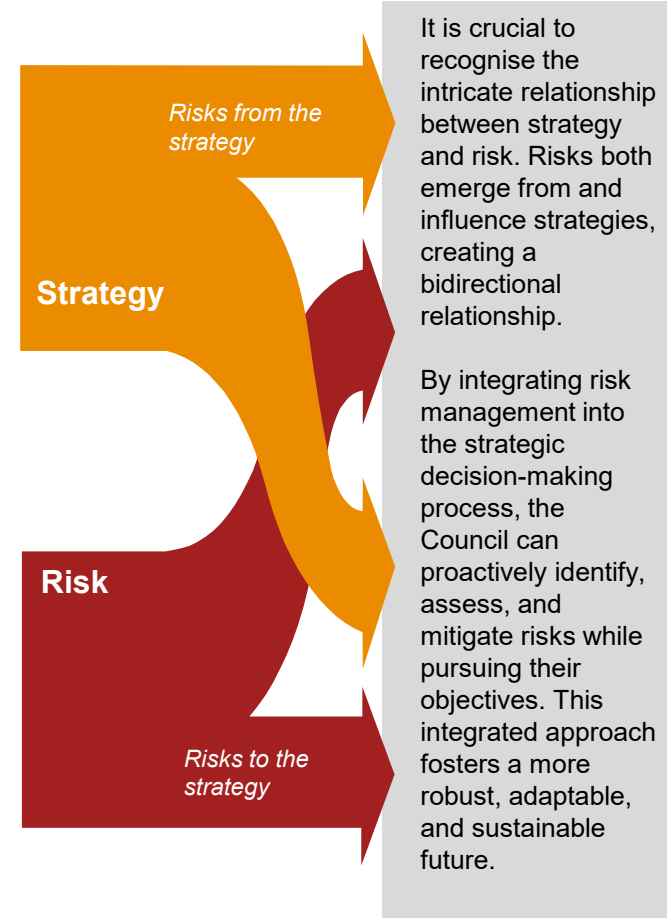 Risks from the
strategy
Strategy
Risk
Risks to the
strategy
It is crucial to
recognise the
intricate relationship
between strategy
and risk. Risks both
emerge from and
influence strategies,
creating a
bidirectional
relationship.
By integrating risk
management into
the strategic
decision-making
process, the
Council can
proactively identify,
assess, and
mitigate risks while
pursuing their
objectives. This
integrated approach
fosters a more
robust, adaptable,
and sustainable
future.